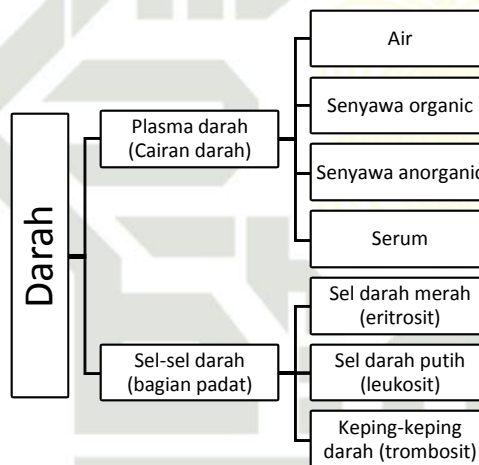 Darah
Plasma darah
(Cairan darah)
Air
Senyawa organic
Senyawa anorganic
Serum
Sel-sel darah
(bagian padat)
Sel darah merah
(eritrosit)
Sel darah putih
(leukosit)
Keping-keping
darah (trombosit)